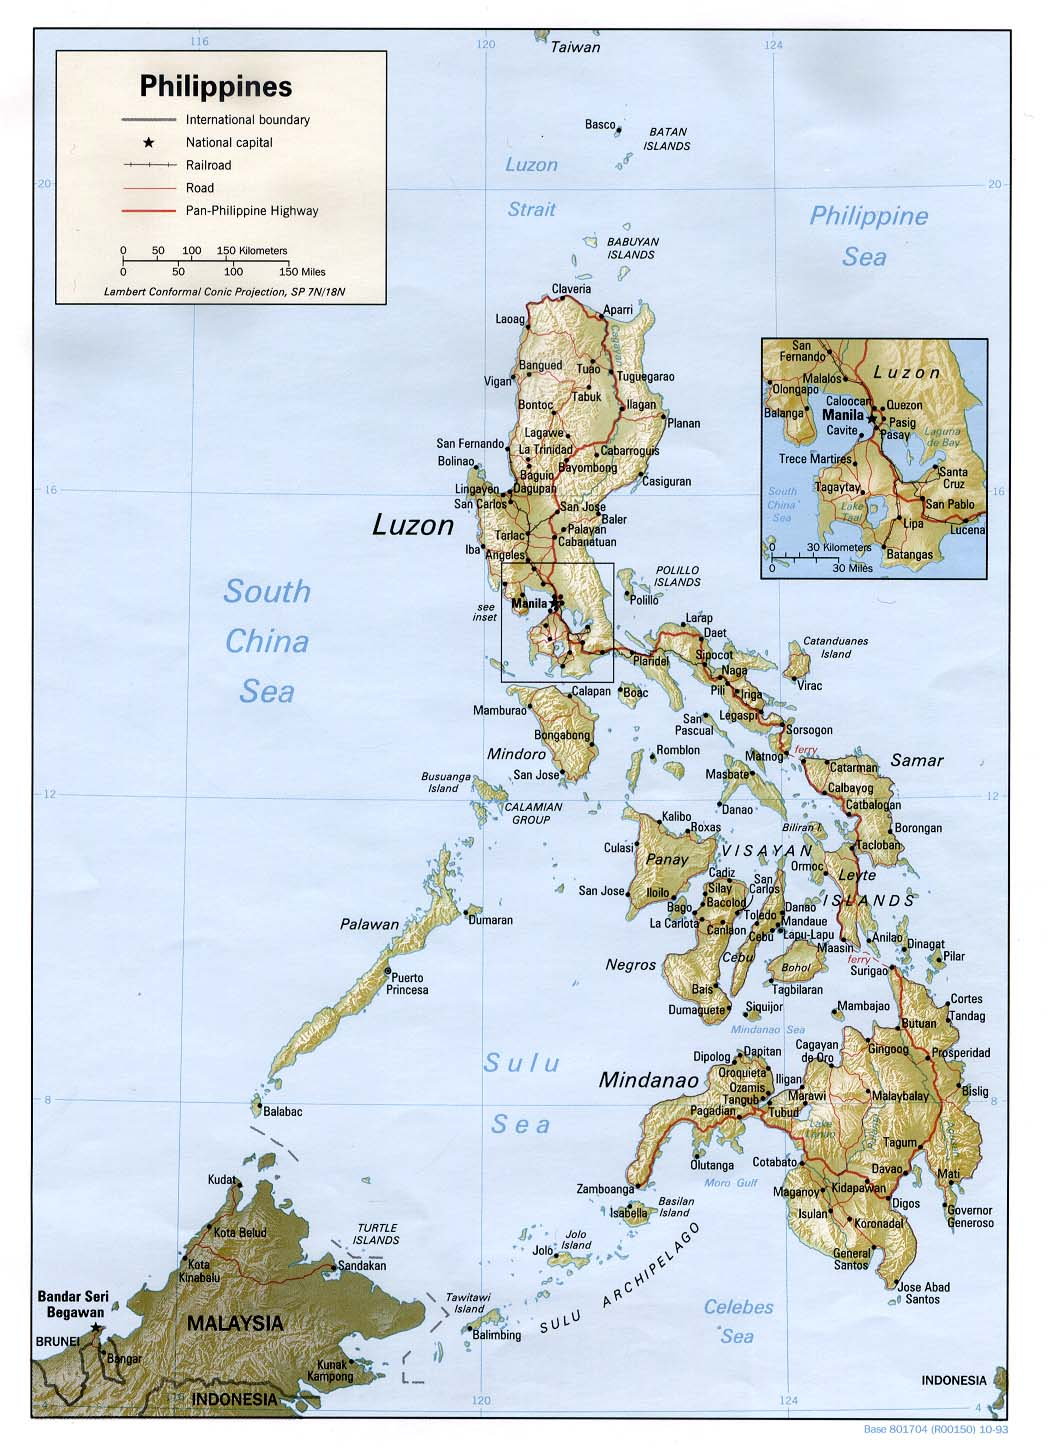 116
120
124
Taiwan
Philippines
International boundary
National capital
Railroad
Road
Pan-Philippine Highway
0 50 100 150 Kilometers
0 50 100 150 Miles
Lambert Conformal Conic Projection, SP 7N/18N
Basco
BATAN
ISLANDS
Luzon
Strait
20
20
Philippine
Sea
BABUYAN
ISLANDS
Claveria
Aparri
Laoag
Cagayan
Bangued
Tuao
Tuguegarao
Vigan
Tabuk
Bontoc
Ilagan
Planan
Lagawe
San Fernando
La Trinidad
Cabarroguis
Bolinao
Bayombong
Baguio
Casiguran
Lingayen
Dagupan
San Carlos
San Jose
Baler
16
16
Luzon
Tarlac
Palayan
Cabanatuan
Iba
Angeles
POLILLO
ISLANDS
Polillo
see
inset
Manila
San
Fernando
Luzon
Malalos
Olongapo
Caloocan
Quezon
Balanga
Manila
Pasig
Cavite
Pasay
Laguna
de Bay
Trece Martires
Santa
Cruz
Tagaytay
South
China
Sea
Lake
Taal
San Pablo
Lipa
Lucena
Batangas
0 30 Kilometers
0 30 Miles
South
China
Sea
Larap
Daet
Plaridel
Sipocot
Naga
Catanduanes
Island
Virac
Pili
Iriga
Calapan
Boac
Mamburao
San
Pascual
Legaspi
Sorsogon
Bongabong
Mindoro
Romblon
Matnog
ferry
San Jose
Masbate
Catarman
Samar
Busuanga
Island
Calbayog
12
12
CALAMIAN
GROUP
Danao
Catbalogan
Kalibo
Roxas
Biliran I.
Borongan
Culasi
Panay
VISAYAN
Tacloban
Ormoc
Leyte
Cadiz
San
Carlos
Silay
San Jose
Iloilo
Bago
Bacolod
ISLANDS
Danao
Toledo
Mandaue
La Carlota
Canlaon
Cebu
Lapu-Lapu
Maasin
Anilao
Dinagat
Palawan
Dumaran
Pilar
ferry
Surigao
Negros
Cebu
Bohol
Puerto
Princesa
Bais
Tagbilaran
Dumaguete
Siquijor
Mambajao
Cortes
Tandag
Mindanao Sea
Butuan
Sulu
Sea
Dipolog
Dapitan
Cagayan
de Oro
Gingoog
Prosperidad
Mindanao
Oroquieta
Iligan
Ozamis
Tangub
Marawi
Malaybalay
Bislig
8
8
Balabac
Pagadian
Tubud
Lake
Tagum
Olutanga
Cotabato
Davao
Mati
Moro Gulf
Kudat
Zamboanga
Basilan
Island
Maganoy
Kidapawan
Digos
Isabella
Isulan
Governor
Generoso
Koronadal
Kota Belud
TURTLE
ISLANDS
Jolo
Island
Jolo
General
Santos
Kota
Kinabalu
Sandakan
Jose Abad
Santos
SULU ARCHIPELAGO
Bandar Seri
Begawan
Tawitawi
Island
Celebes
Sea
MALAYSIA
Balimbing
BRUNEI
Bangar
Kunak
Kampong
INDONESIA
INDONESIA
120
124
4
Base 801704 (R00150) 10-93